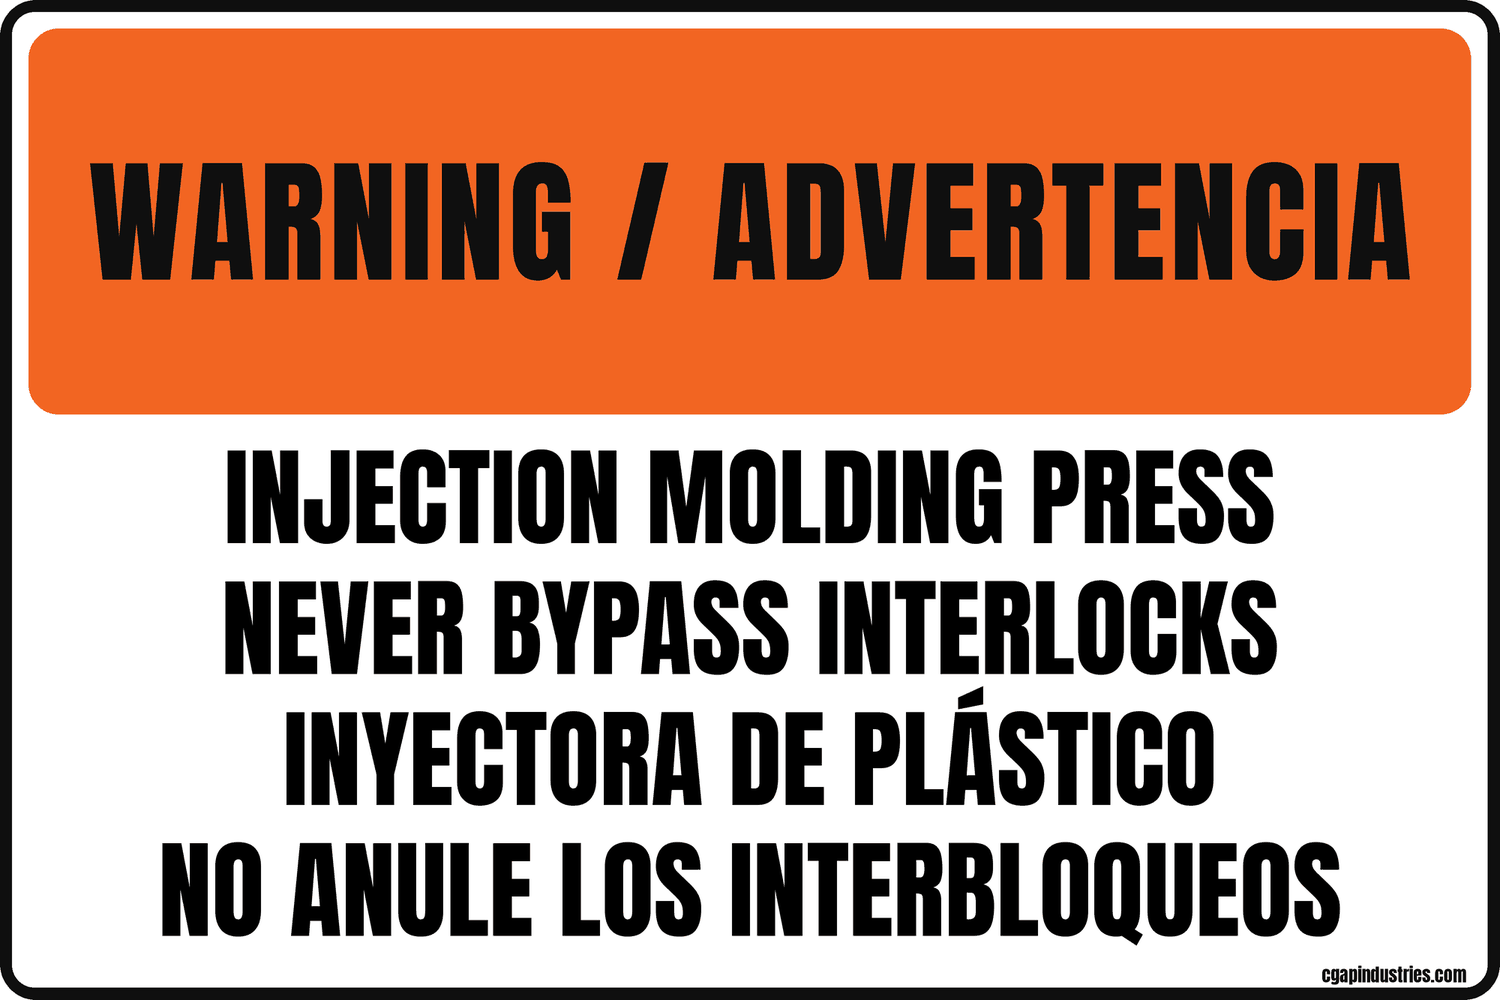 WARNING / ADVERTENCIA
INJECTION MOLDING PRESS
NEVER BYPASS INTERLOCKS
INYECTORA DE PLÁSTICO
NO ANULE LOS INTERBLOQUEOS
cgapindustries.com